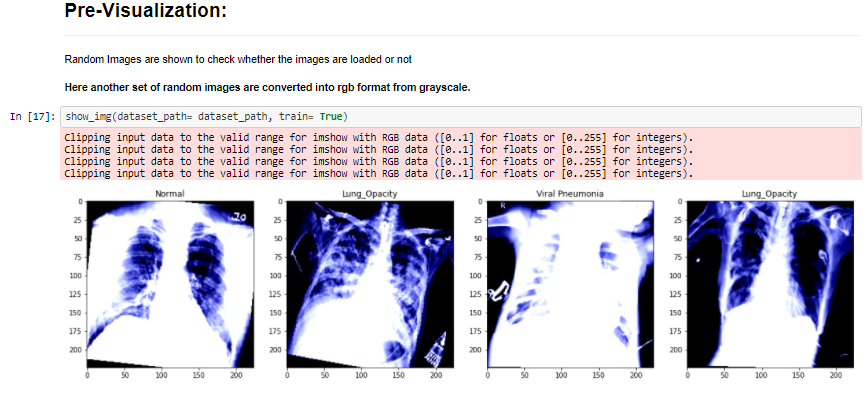 Pre-Visualization:
Random Images are shown to check whether the images are loaded or not
Here another set of random images are converted into rgb format from grayscale.
In [17]: show_img(dataset_path= dataset_path, train= True)
Clipping input data to the valid range for imshow with RGB data ([0..1] for floats or [0..255] for integers).
Clipping input data to the valid range for imshow with RGB data ([0..1] for floats or [0..255] for integers).
Clipping input data to the valid range for imshow with RGB data ([0..1] for floats or [0..255] for integers).
Clipping input data to the valid range for imshow with RGB data ([0..1] for floats or [0..255] for integers).
Normal Lung_Opacity Viral Pneumonia Lung_Opacity
0 0 0 0
25 25 25 25
50 50 50 50
75 75 75 75
100 100 100 100
125 125 125 125
150 150 150 150
175 175 175 175
200 200 200 200
0 50 100 150 200 0 50 100 150 200 0 50 100 150 200 0 50 100 150 200